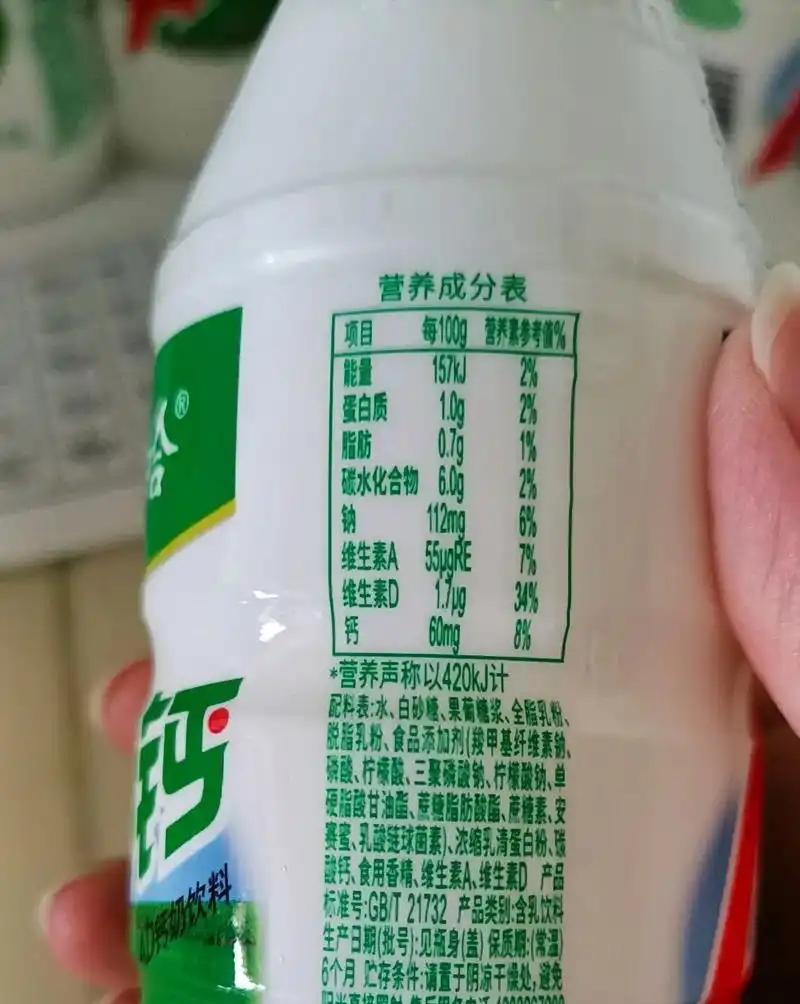 营养成分表
项目 每100g 营养素参考值%
能量 157kJ 2%
蛋白质 1.0g 2%
脂肪 0.7g 1%
碳水化合物 6.0g 2%
钠 112mg 6%
维生素A 55μgRE 7%
维生素D 1.7μg 34%
钙 60mg 8%
*营养声称以420kJ计
配料表:水、白砂糖、果葡糖浆、全脂乳粉、
脱脂乳粉、食品添加剂(羧甲基纤维素钠、
磷酸、柠檬酸、三聚磷酸钠、柠檬酸钠、单
硬脂酸甘油酯、蔗糖脂肪酸酯、蔗糖素、安
赛蜜、乳酸链球菌素)、浓缩乳清蛋白粉、碳
酸钙、食用香精、维生素A、维生素D 产品
标准号:GB/T 21732 产品类别:含乳饮料
生产日期(批号):见瓶身(盖) 保质期:(常温)
6个月 贮存条件:请置于阴凉干燥处,避免
哈®
钙
钙奶饮料